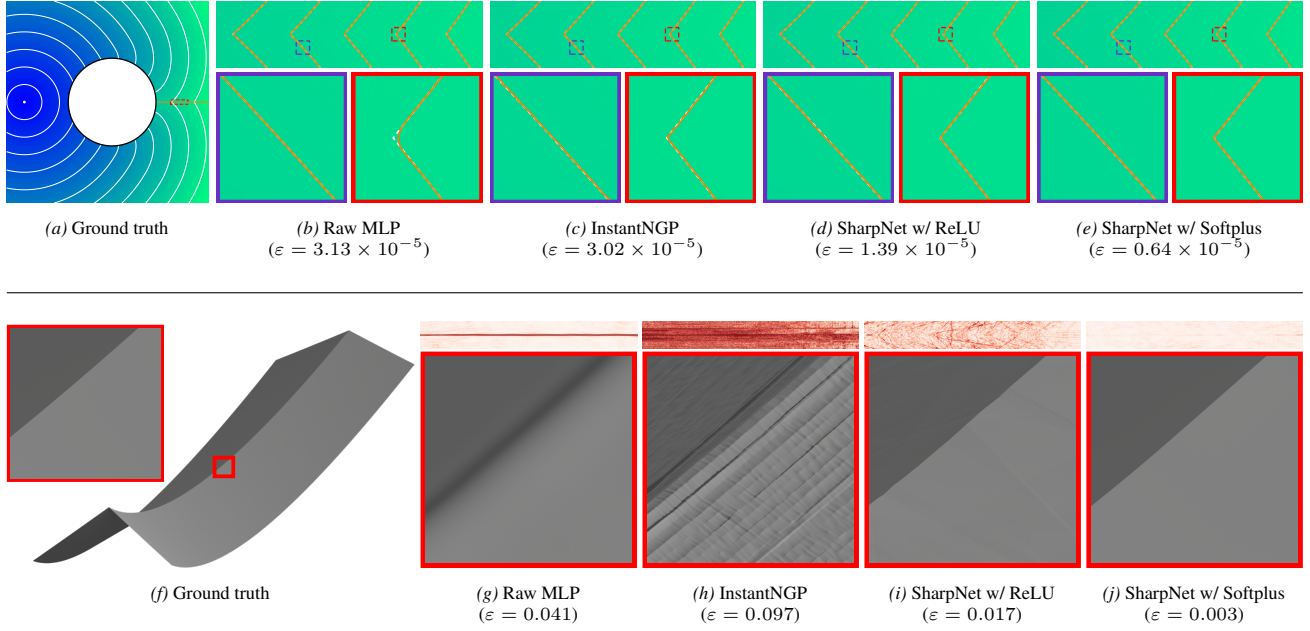 (a) Ground truth
(b) Raw MLP
(ε = 3.13 × 10⁻⁵)
(c) InstantNGP
(ε = 3.02 × 10⁻⁵)
(d) SharpNet w/ ReLU
(ε = 1.39 × 10⁻⁵)
(e) SharpNet w/ Softplus
(ε = 0.64 × 10⁻⁵)
(f) Ground truth
(g) Raw MLP
(ε = 0.041)
(h) InstantNGP
(ε = 0.097)
(i) SharpNet w/ ReLU
(ε = 0.017)
(j) SharpNet w/ Softplus
(ε = 0.003)